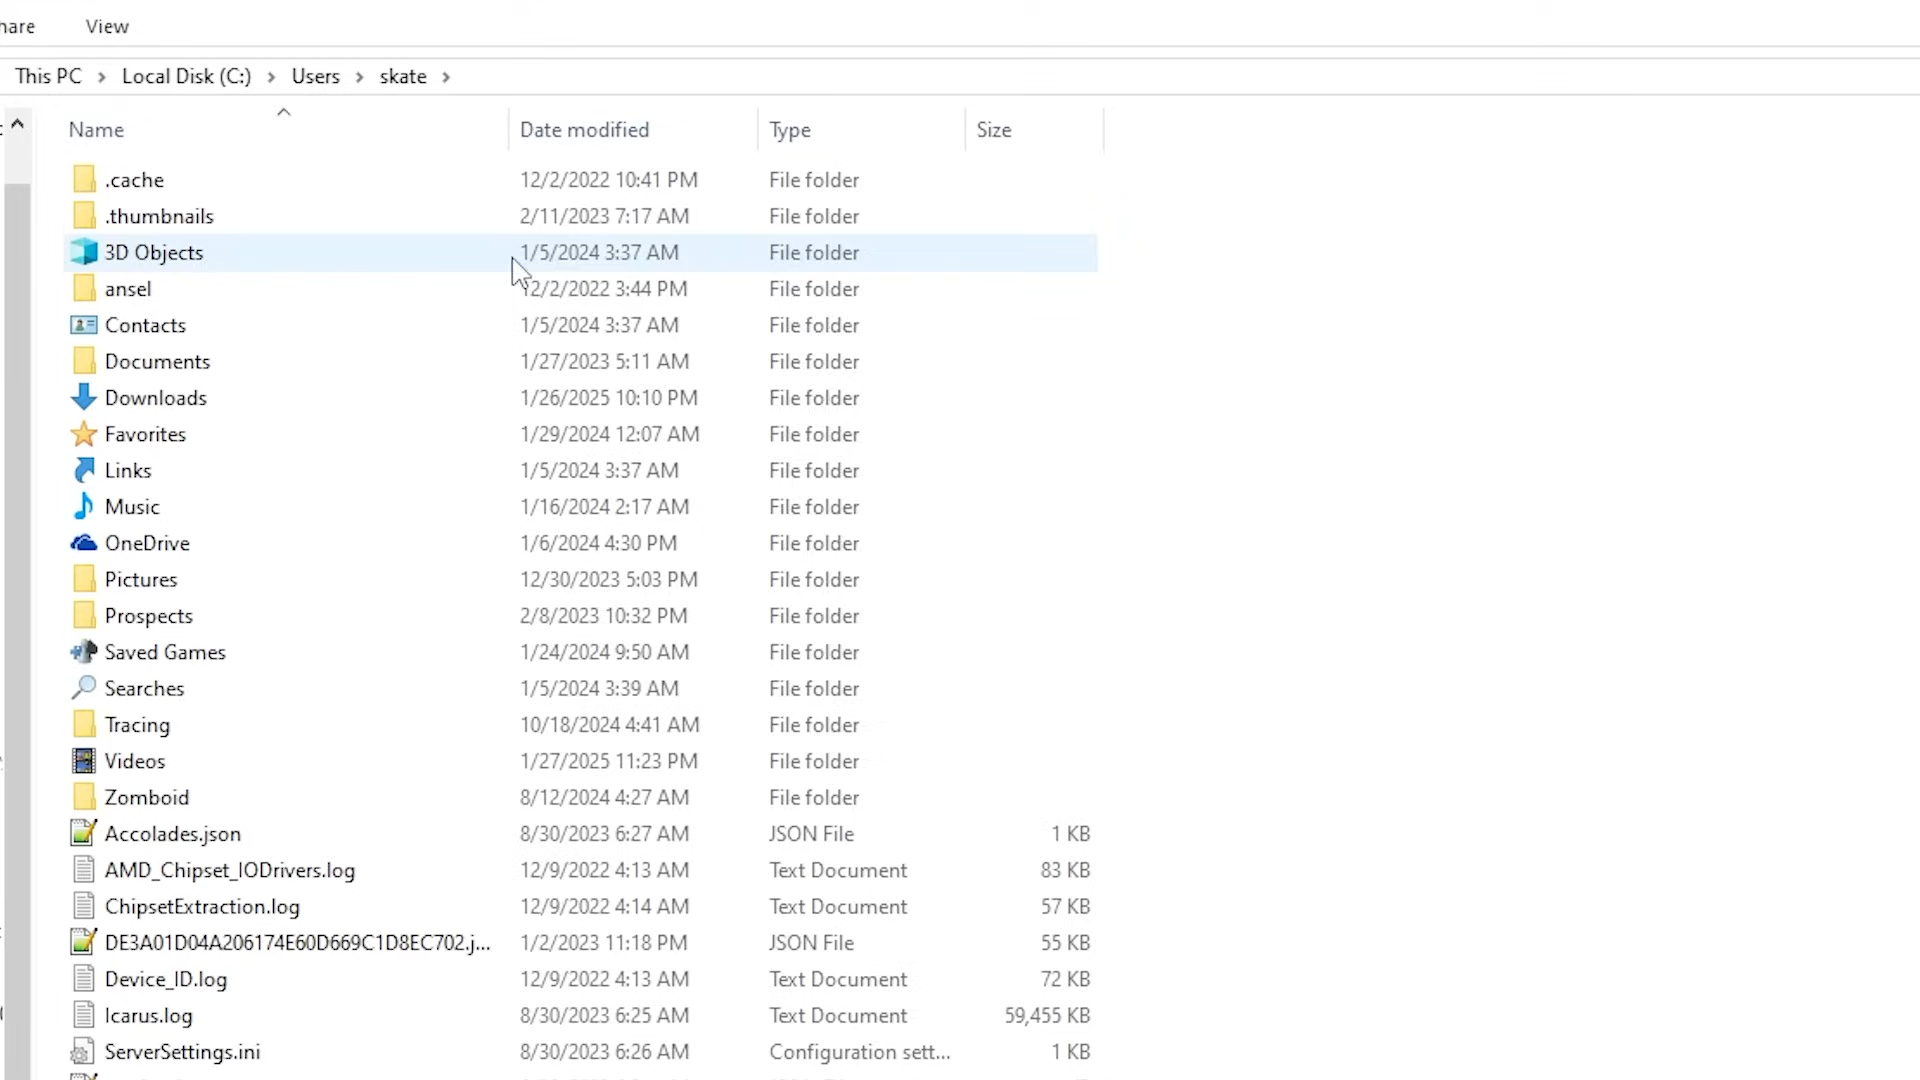 hare View
This PC > Local Disk (C:) > Users > skate >
Name Date modified Type Size
.cache 12/2/2022 10:41 PM File folder
.thumbnails 2/11/2023 7:17 AM File folder
3D Objects 1/5/2024 3:37 AM File folder
ansel 12/2/2022 3:44 PM File folder
Contacts 1/5/2024 3:37 AM File folder
Documents 1/27/2023 5:11 AM File folder
Downloads 1/26/2025 10:10 PM File folder
Favorites 1/29/2024 12:07 AM File folder
Links 1/5/2024 3:37 AM File folder
Music 1/16/2024 2:17 AM File folder
OneDrive 1/6/2024 4:30 PM File folder
Pictures 12/30/2023 5:03 PM File folder
Prospects 2/8/2023 10:32 PM File folder
Saved Games 1/24/2024 9:50 AM File folder
Searches 1/5/2024 3:39 AM File folder
Tracing 10/18/2024 4:41 AM File folder
Videos 1/27/2025 11:23 PM File folder
Zomboid 8/12/2024 4:27 AM File folder
Accolades.json 8/30/2023 6:27 AM JSON File 1 KB
AMD_Chipset_IODrivers.log 12/9/2022 4:13 AM Text Document 83 KB
ChipsetExtraction.log 12/9/2022 4:14 AM Text Document 57 KB
DE3A01D04A206174E60D669C1D8EC702.j... 1/2/2023 11:18 PM JSON File 55 KB
Device_ID.log 12/9/2022 4:13 AM Text Document 72 KB
Icarus.log 8/30/2023 6:25 AM Text Document 59,455 KB
ServerSettings.ini 8/30/2023 6:26 AM Configuration sett... 1 KB